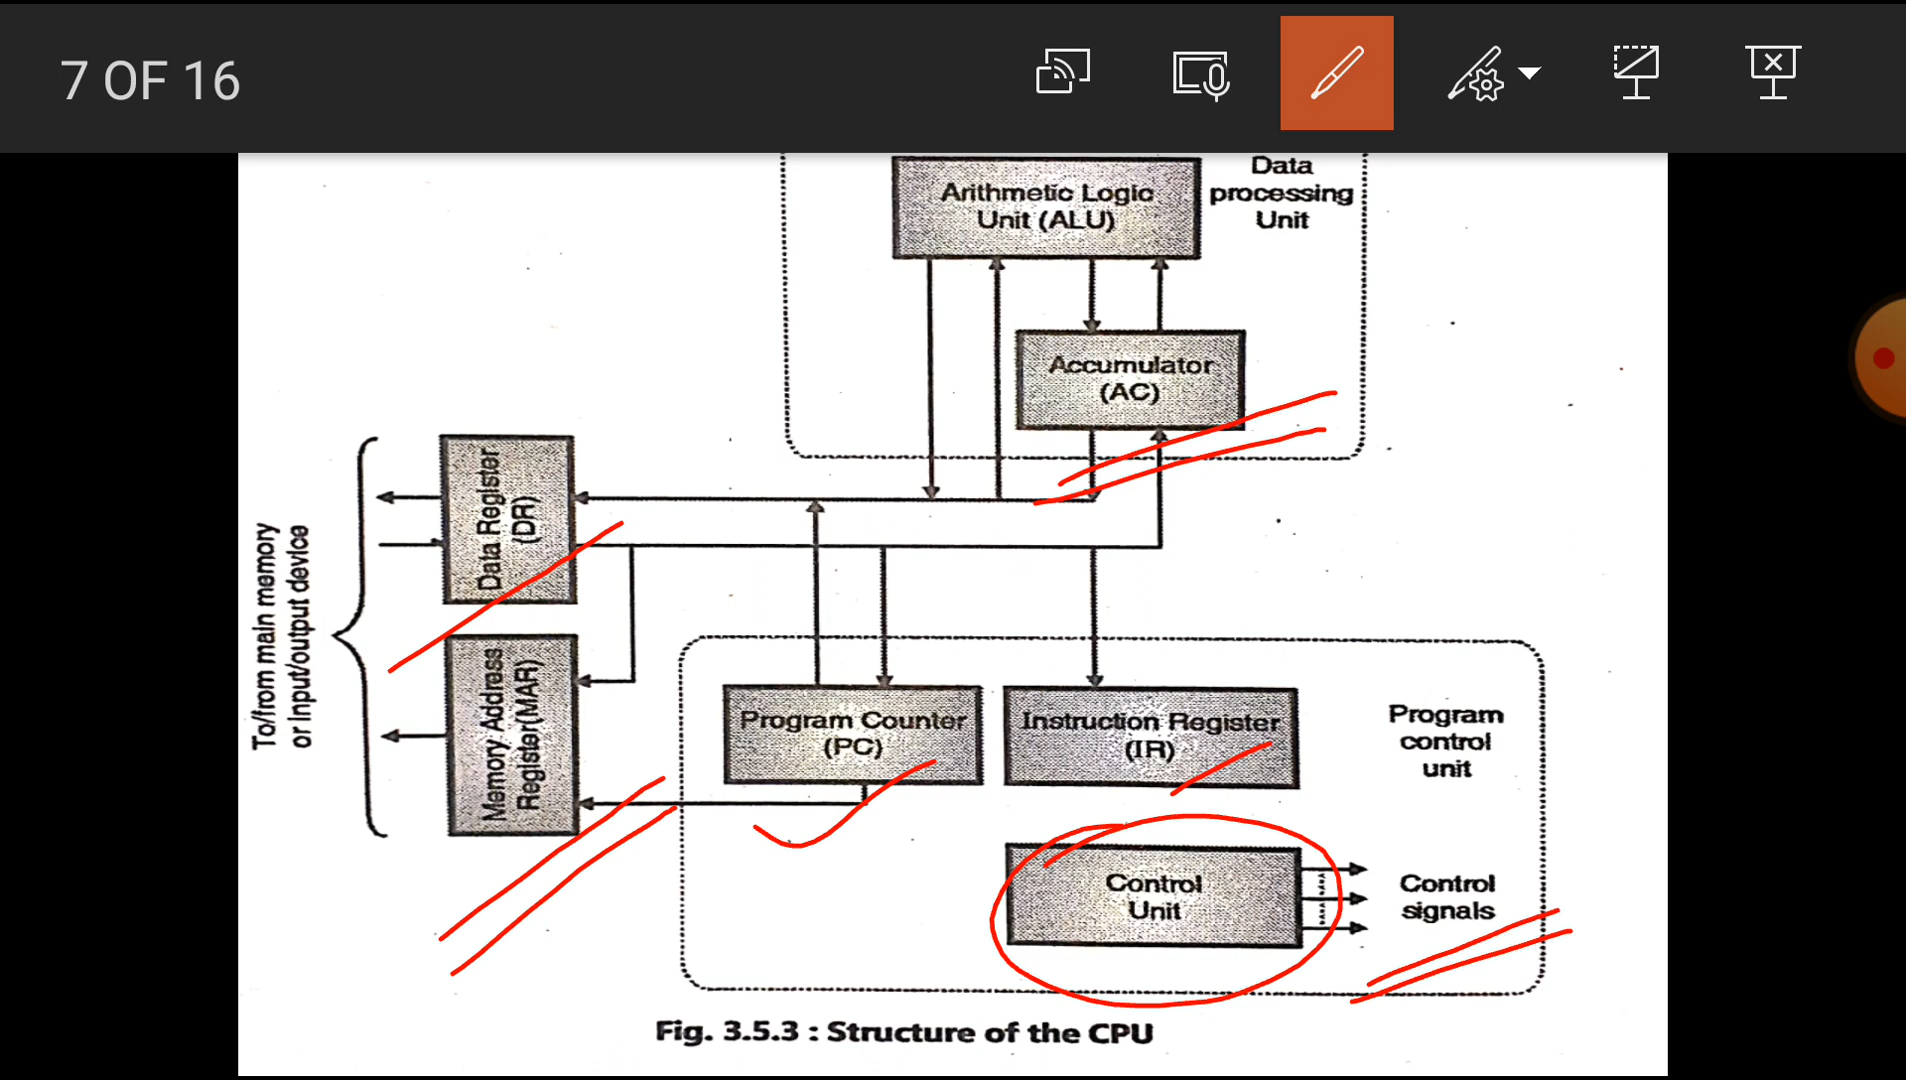 7 OF 16
Arithmetic Logic
Unit (ALU)
Data
processing
Unit
Accumulator
(AC)
Data Register
(DR)
To/from main memory
or Input/output device
Memory Address
Register(MAR)
Program Counter
(PC)
Instruction Register
(IR)
Program
control
unit
Control
Unit
Control
signals
Fig. 3.5.3 : Structure of the CPU